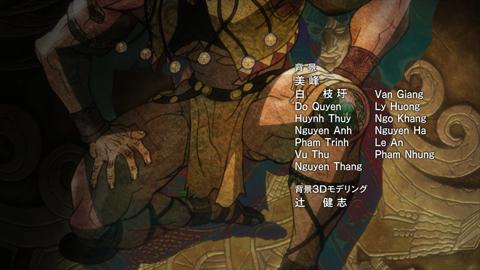 背 景
美 峰
白 枝 玗
Do Quyen
Huynh Thuy
Nguyen Anh
Pham Trinh
Vu Thu
Nguyen Thang
Van Giang
Ly Huong
Ngo Khang
Nguyen Ha
Le An
Pham Nhung
背景3Dモデリング
辻 健 志